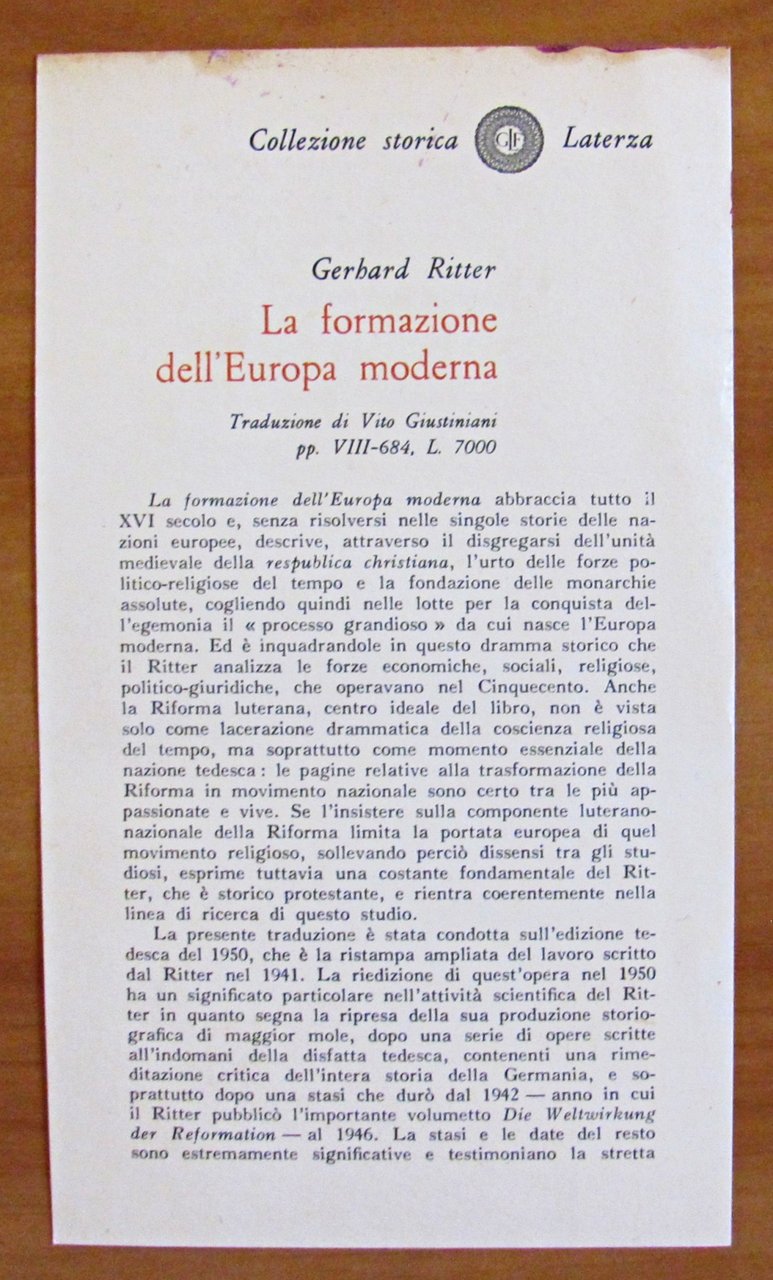 Collezione storica Laterza
Gerhard Ritter
La formazione
dell'Europa moderna
Traduzione di Vito Giustiniani
pp. VIII-684, L. 7000
La formazione dell'Europa moderna abbraccia tutto il
XVI secolo e, senza risolversi nelle singole storie delle na-
zioni europee, descrive, attraverso il disgregarsi dell'unità
medievale della respublica christiana, l'urto delle forze po-
litico-religiose del tempo e la fondazione delle monarchie
assolute, cogliendo quindi nelle lotte per la conquista del-
l'egemonia il « processo grandioso » da cui nasce l'Europa
moderna. Ed è inquadrandole in questo dramma storico che
il Ritter analizza le forze economiche, sociali, religiose,
politico-giuridiche, che operavano nel Cinquecento. Anche
la Riforma luterana, centro ideale del libro, non è vista
solo come lacerazione drammatica della coscienza religiosa
del tempo, ma soprattutto come momento essenziale della
nazione tedesca: le pagine relative alla trasformazione della
Riforma in movimento nazionale sono certo tra le più ap-
passionate e vive. Se l'insistere sulla componente luterano-
nazionale della Riforma limita la portata europea di quel
movimento religioso, sollevando perciò dissensi tra gli stu-
diosi, esprime tuttavia una costante fondamentale del Rit-
ter, che è storico protestante, e rientra coerentemente nella
linea di ricerca di questo studio.
La presente traduzione è stata condotta sull'edizione te-
desca del 1950, che è la ristampa ampliata del lavoro scritto
dal Ritter nel 1941. La riedizione di quest'opera nel 1950
ha un significato particolare nell'attività scientifica del Rit-
ter in quanto segna la ripresa della sua produzione storio-
grafica di maggior mole, dopo una serie di opere scritte
all'indomani della disfatta tedesca, contenenti una rime-
ditazione critica dell'intera storia della Germania, e so-
prattutto dopo una stasi che durò dal 1942 — anno in cui
il Ritter pubblicò l'importante volumetto Die Weltwirkung
der Reformation — al 1946. La stasi e le date del resto
sono estremamente significative e testimoniano la stretta